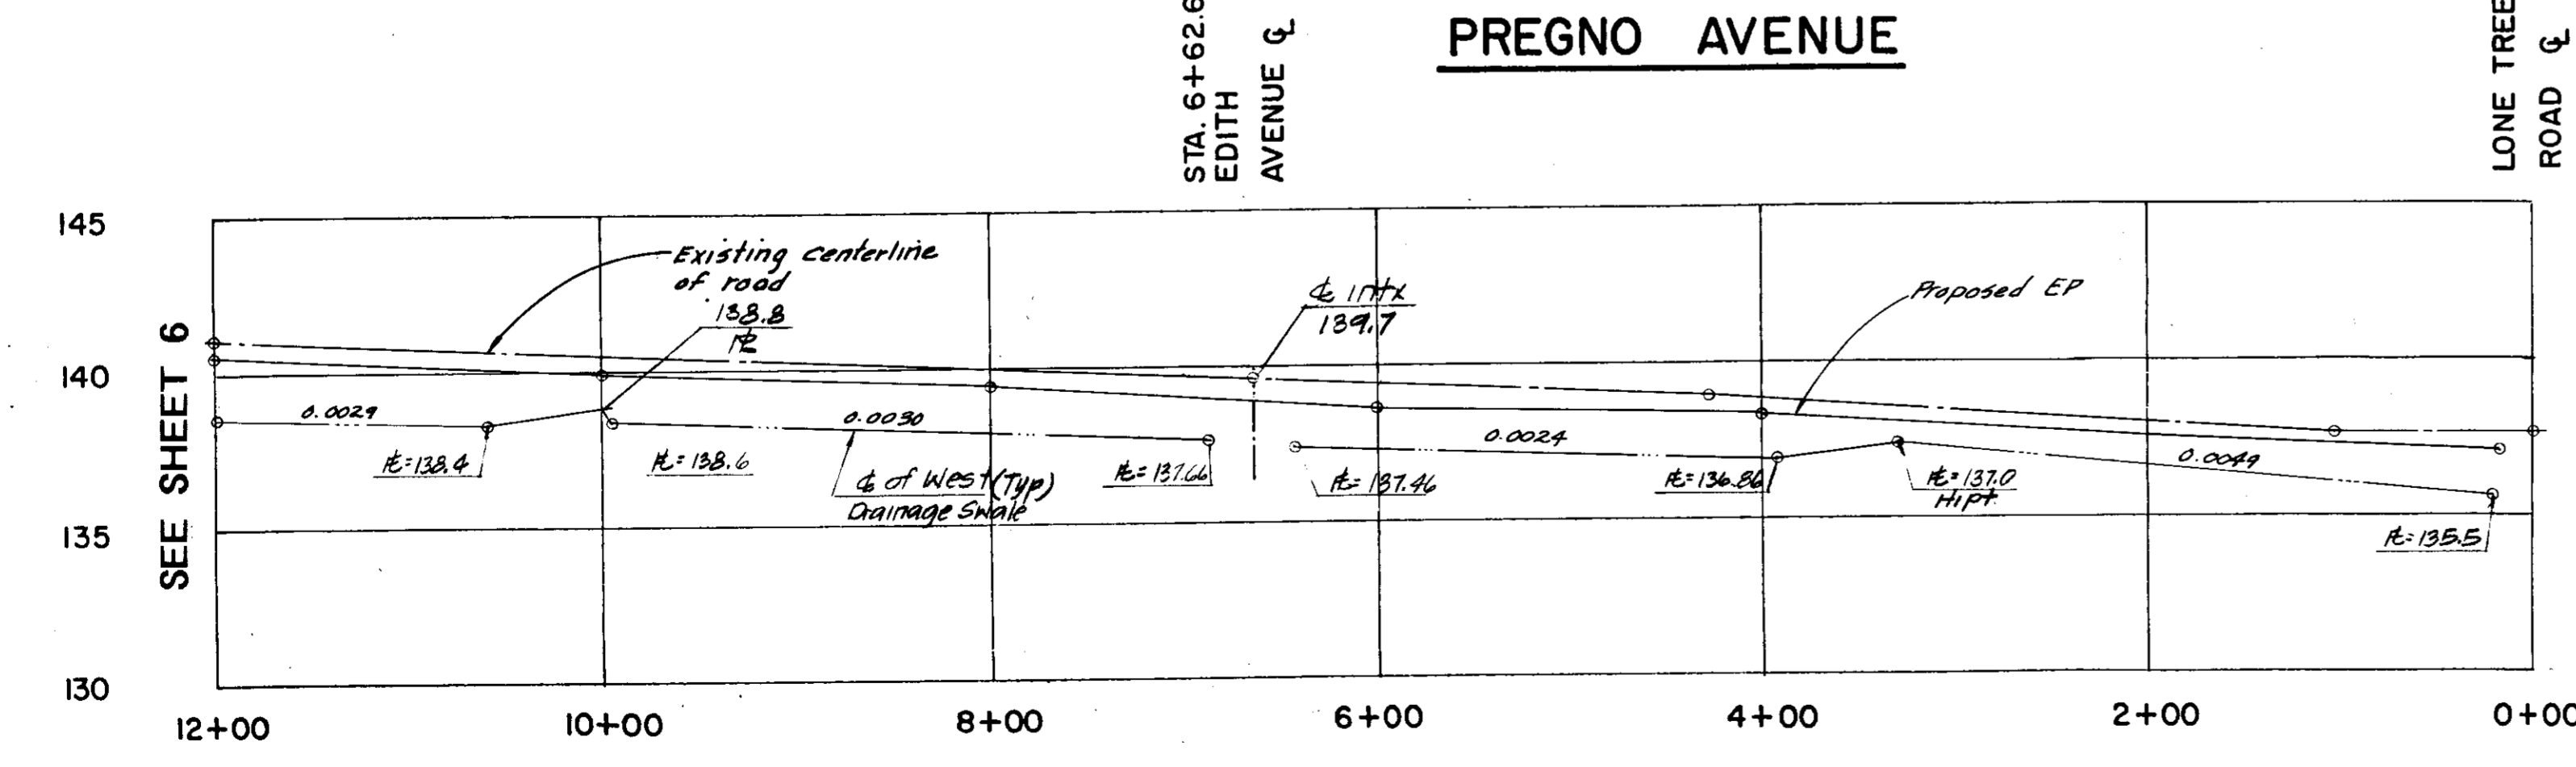 PREGNO AVENUE
STA. 6+62.6
EDITH
AVENUE ℄
LONE TREE
ROAD ℄
SEE SHEET 6
145
140
135
130
Existing centerline
of road
138.8
℄ intx
139.7
Proposed EP
0.0029
0.0030
0.0024
0.0049
=138.4
=138.6
℄ of West (Typ)
Drainage Swale
=137.66
=137.46
=136.86
=137.0
Hipt
=135.5
12+00
10+00
8+00
6+00
4+00
2+00
0+00